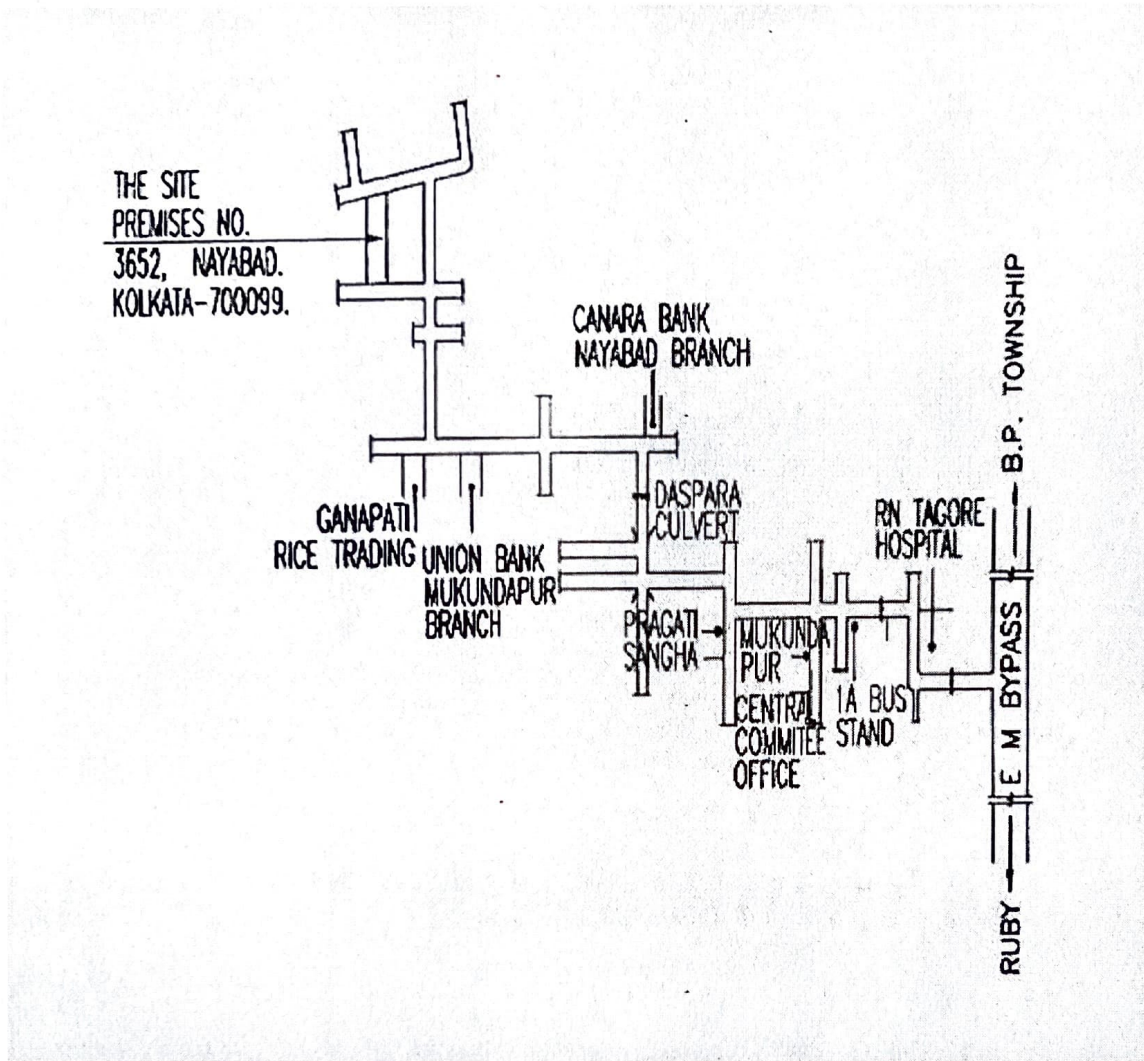 THE SITE
PREMISES NO.
3652, NAYABAD.
KOLKATA-700099.
CANARA BANK
NAYABAD BRANCH
B.P. TOWNSHIP
DASPARA
CULVERT
RN TAGORE
HOSPITAL
GANAPATI
RICE TRADING
UNION BANK
MUKUNDAPUR
BRANCH
PRAGATI
SANGHA
MUKUNDA
PUR
CENTRAL
COMMITEE
OFFICE
1A BUS
STAND
E M BYPASS
RUBY